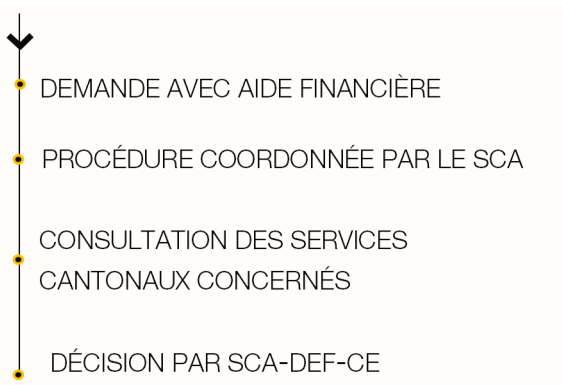 DEMANDE AVEC AIDE FINANCIÈRE
PROCÉDURE COORDONNÉE PAR LE SCA
CONSULTATION DES SERVICES
CANTONAUX CONCERNÉS
DÉCISION PAR SCA-DEF-CE